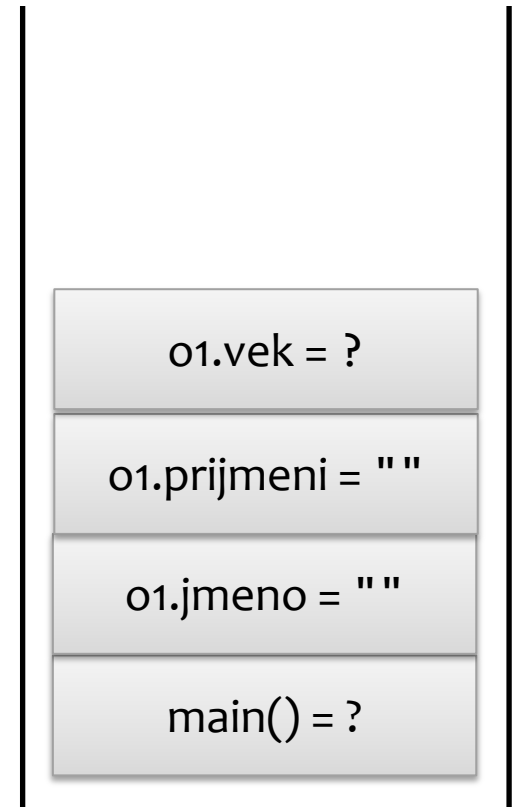 o1.vek = ?
o1.prijmeni = ""
o1.jmeno = ""
main() = ?